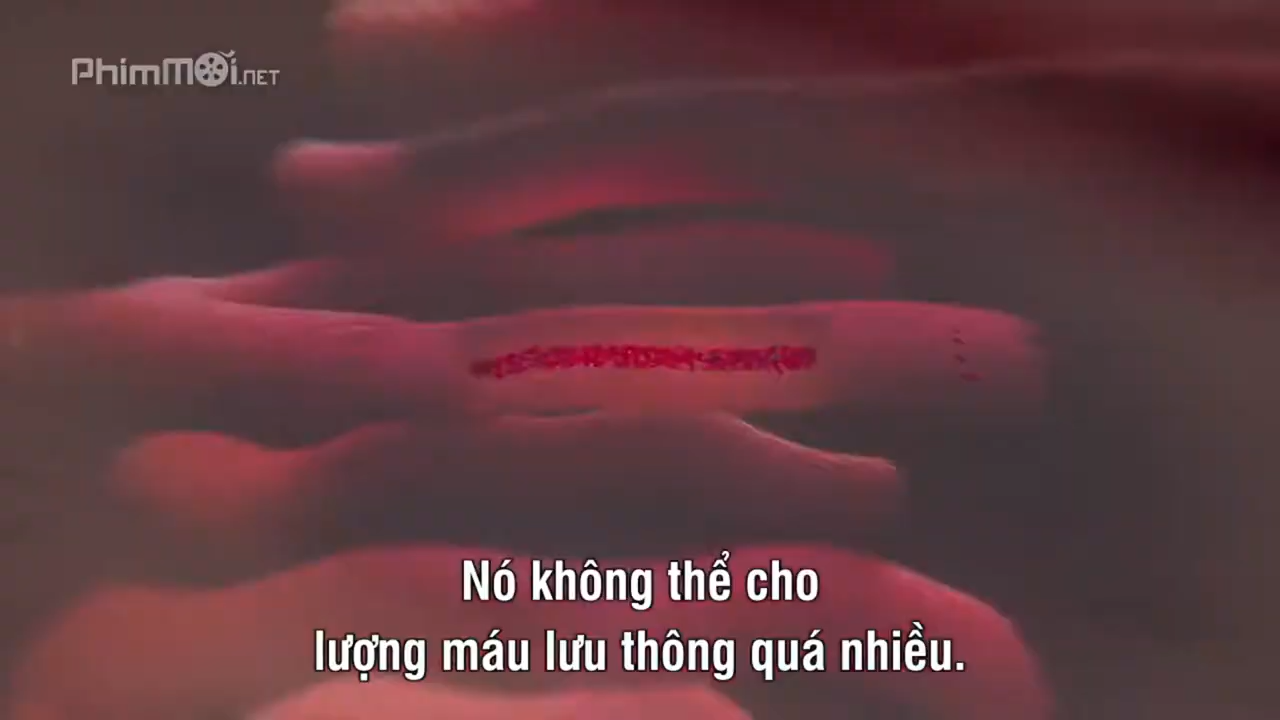 PhimMỚi.NET
Nó không thể cho
lượng máu lưu thông quá nhiều.